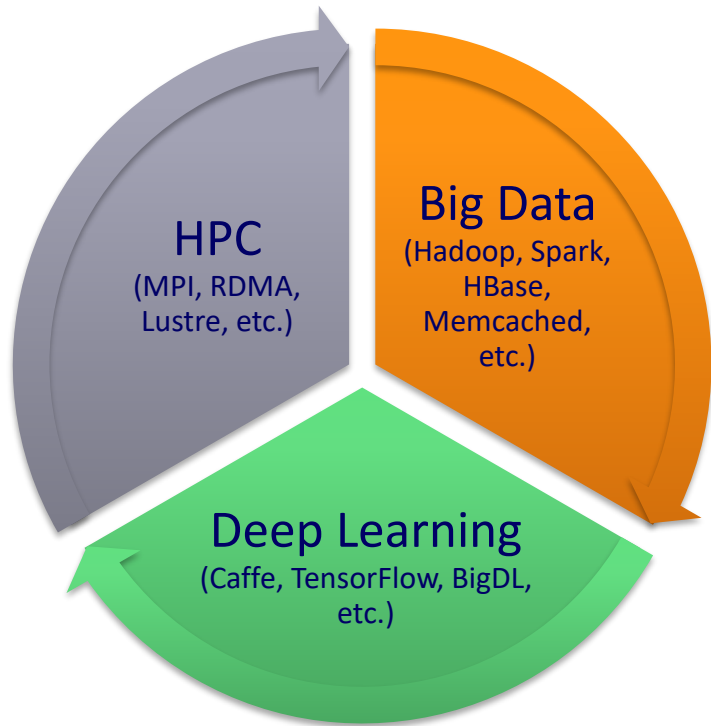 HPC
(MPI, RDMA,
Lustre, etc.)
Big Data
(Hadoop, Spark,
HBase,
Memcached,
etc.)
Deep Learning
(Caffe, TensorFlow, BigDL,
etc.)